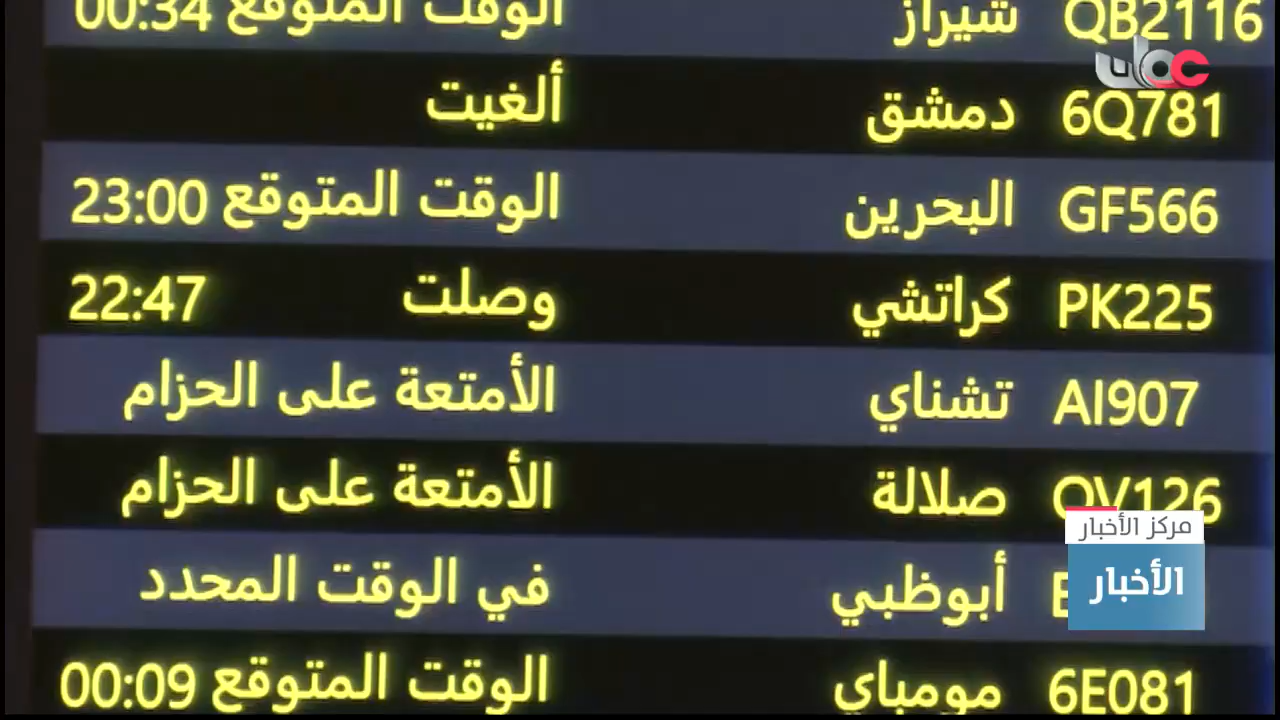 QB2116 شيراز الوقت المتوقع 00:34
6Q781 دمشق ألغيت
GF566 البحرين الوقت المتوقع 23:00
PK225 كراتشي وصلت 22:47
AI907 تشناي الأمتعة على الحزام
OV126 صلالة الأمتعة على الحزام
أبوظبي في الوقت المحدد
6E081 مومباي الوقت المتوقع 00:09
مركز الأخبار
الأخبار